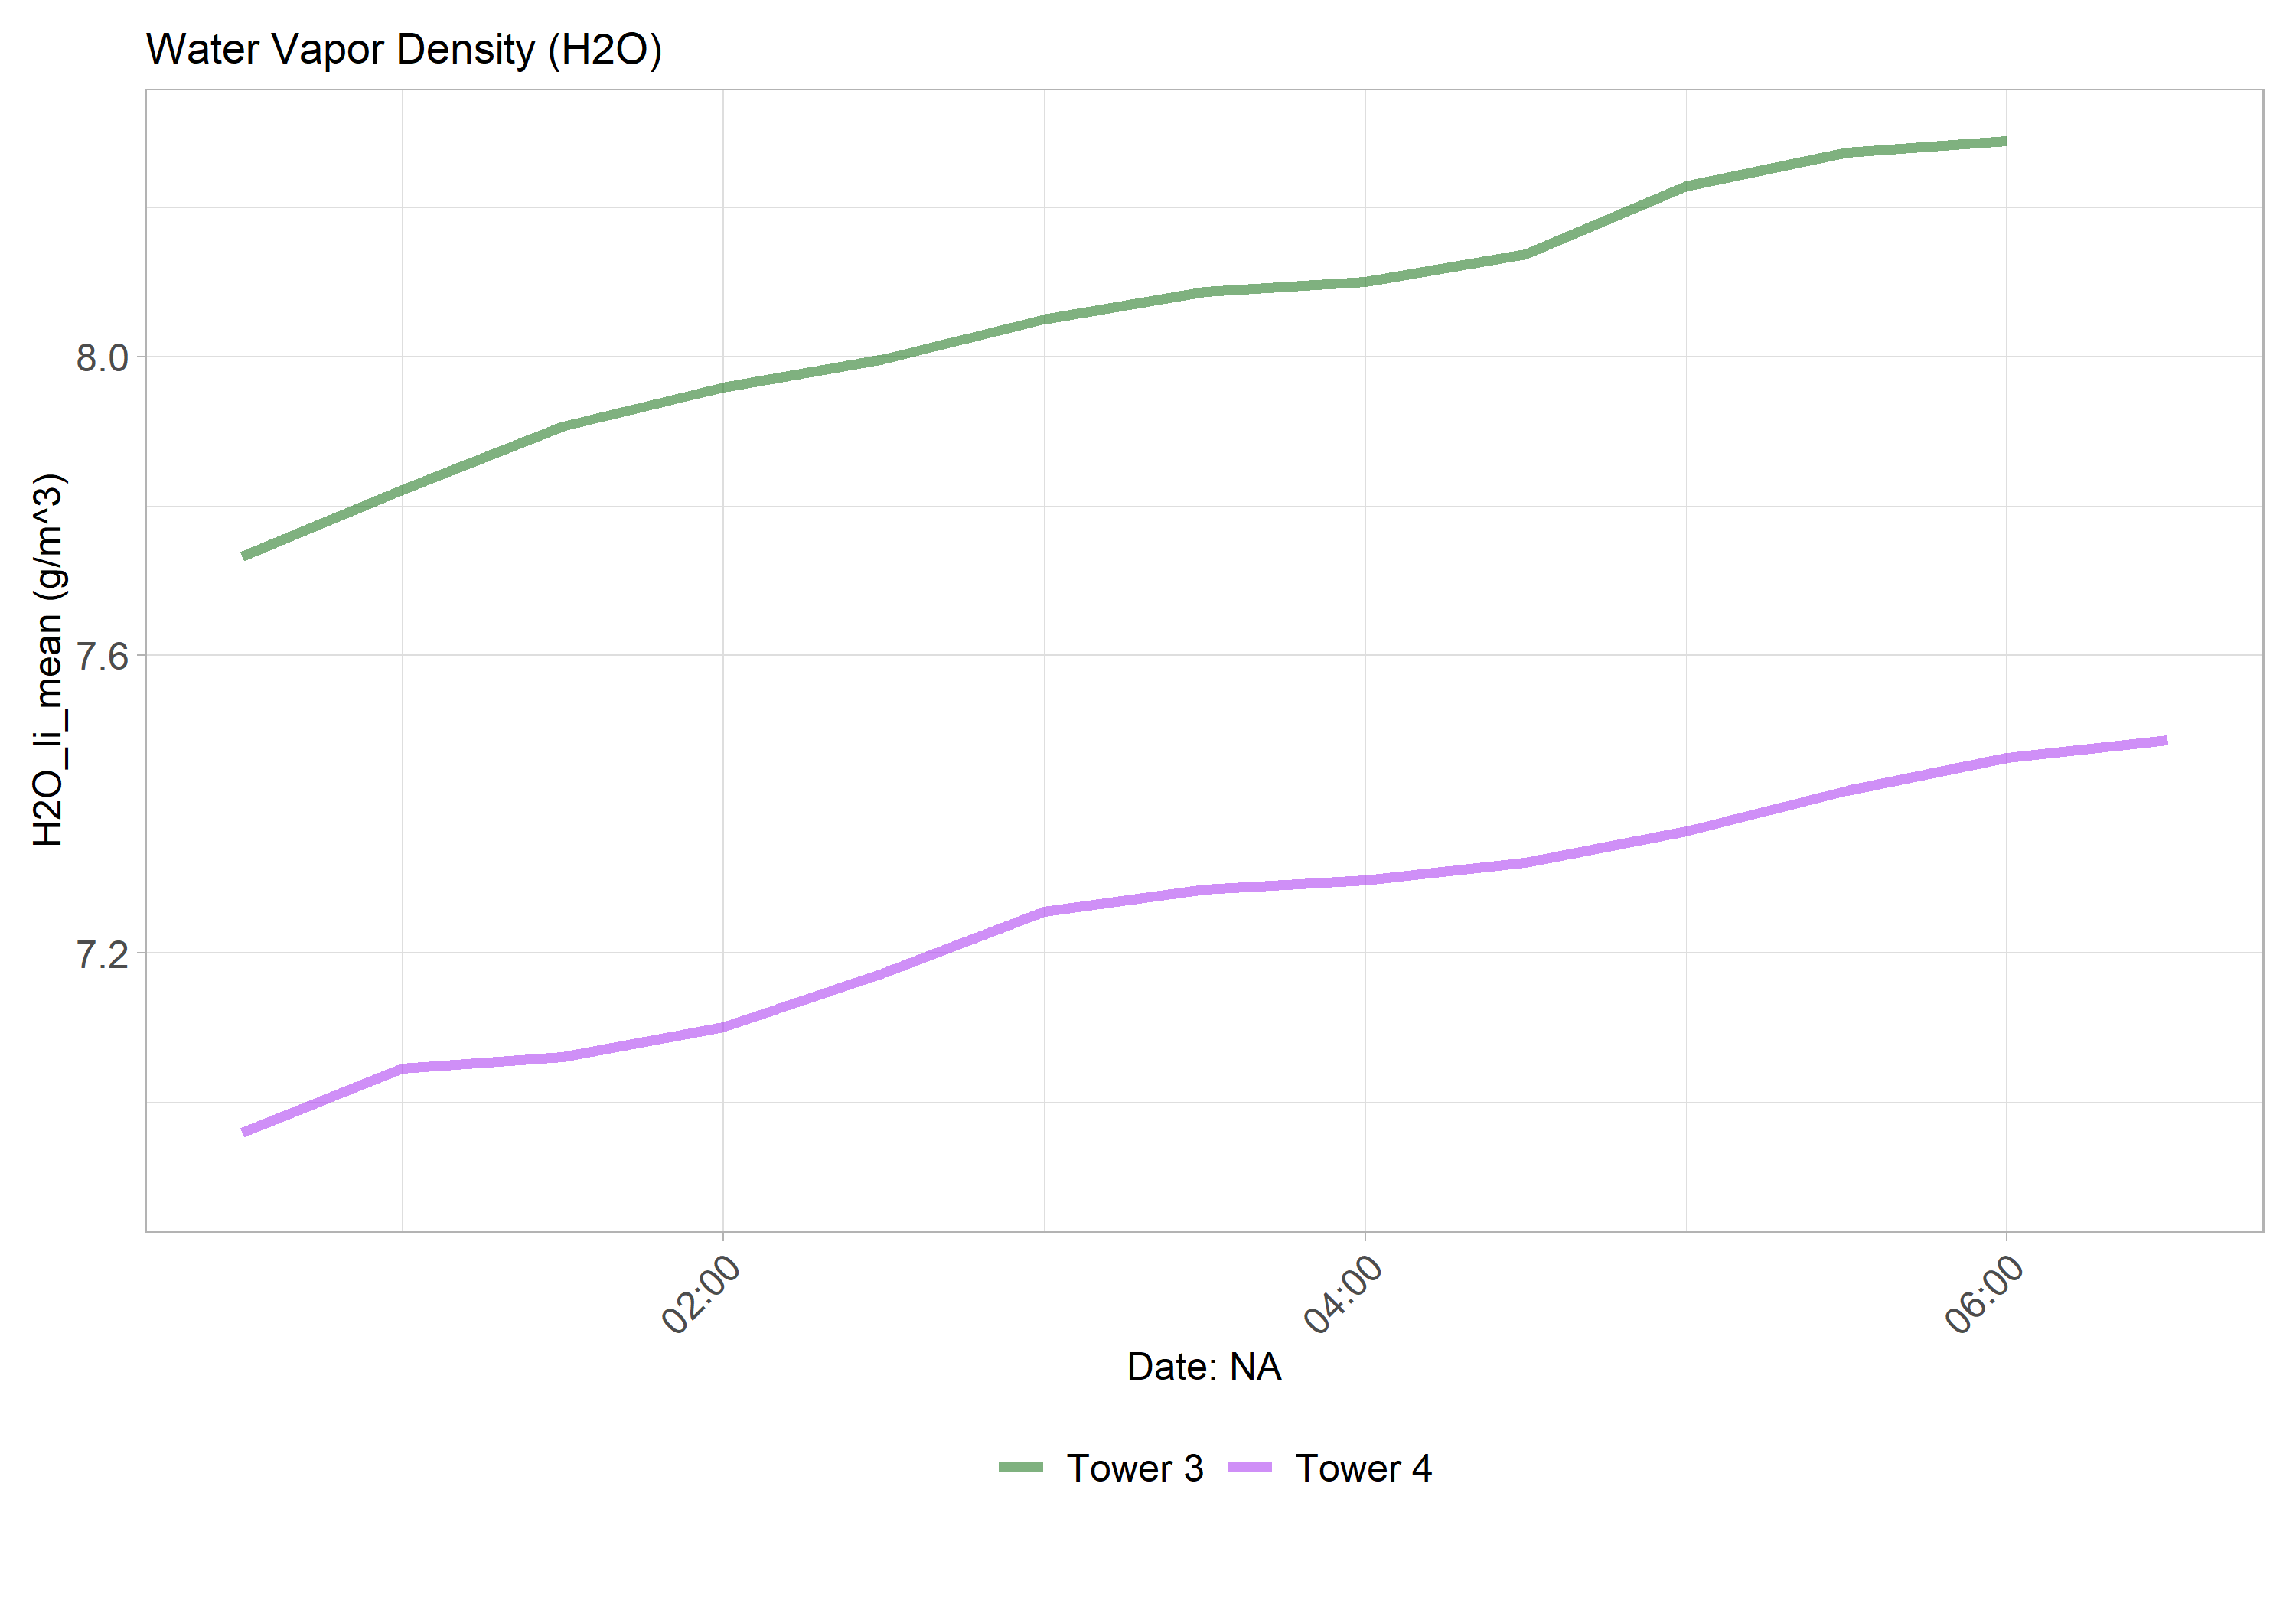 Water Vapor Density (H2O)
H2O_li_mean (g/m^3)
8.0
7.6
7.2
02:00
04:00
06:00
Date: NA
Tower 3
Tower 4